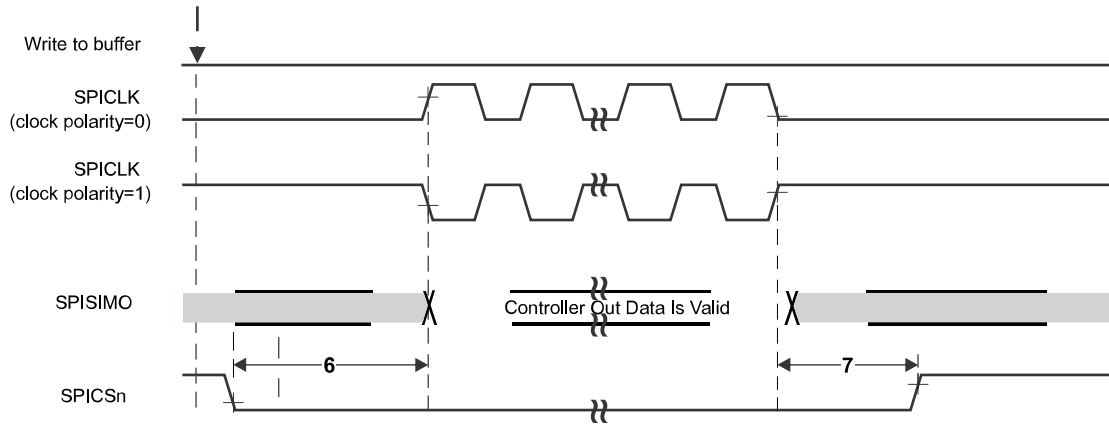 Write to buffer
SPICLK
(clock polarity=0)
SPICLK
(clock polarity=1)
SPISIMO
Controller Out Data Is Valid
6
7
SPICSn